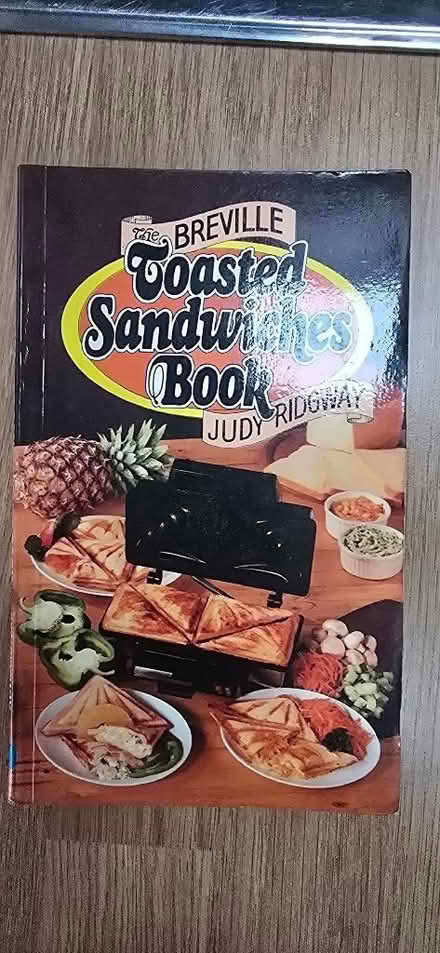 The BREVILLE
Toasted
Sandwiches
Book
JUDY RIDGWAY